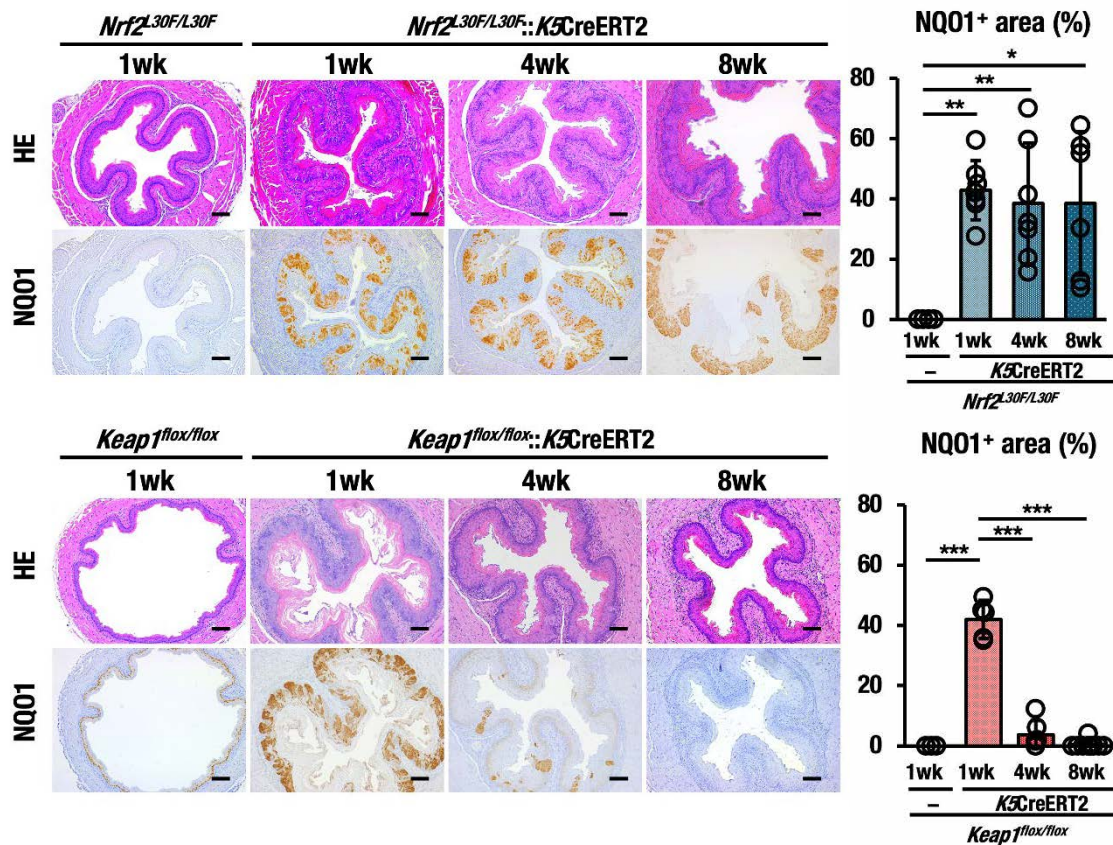 Nrf2L30F/L30F
Nrf2L30F/L30F::K5CreERT2
1wk
1wk
4wk
8wk
HE
NQO1
NQO1+ area (%)
80
60
40
20
0
*
**
**
1wk
1wk
4wk
8wk
–
K5CreERT2
Nrf2L30F/L30F
Keap1flox/flox
Keap1flox/flox::K5CreERT2
1wk
1wk
4wk
8wk
HE
NQO1
NQO1+ area (%)
80
60
40
20
0
***
***
***
1wk
1wk
4wk
8wk
–
K5CreERT2
Keap1flox/flox